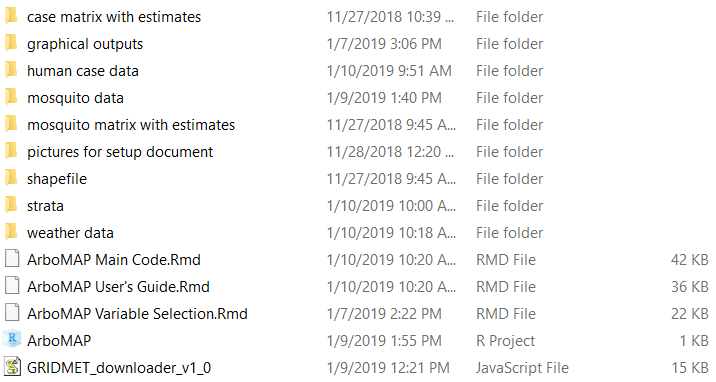 case matrix with estimates 11/27/2018 10:39 ... File folder
graphical outputs 1/7/2019 3:06 PM File folder
human case data 1/10/2019 9:51 AM File folder
mosquito data 1/9/2019 1:40 PM File folder
mosquito matrix with estimates 11/27/2018 9:45 A... File folder
pictures for setup document 11/28/2018 12:20 ... File folder
shapefile 11/27/2018 9:45 A... File folder
strata 1/10/2019 10:00 A... File folder
weather data 1/10/2019 10:18 A... File folder
ArboMAP Main Code.Rmd 1/10/2019 10:20 A... RMD File 42 KB
ArboMAP User's Guide.Rmd 1/10/2019 10:20 A... RMD File 36 KB
ArboMAP Variable Selection.Rmd 1/7/2019 2:22 PM RMD File 22 KB
ArboMAP 1/9/2019 1:55 PM R Project 1 KB
GRIDMET_downloader_v1_0 1/9/2019 12:21 PM JavaScript File 15 KB